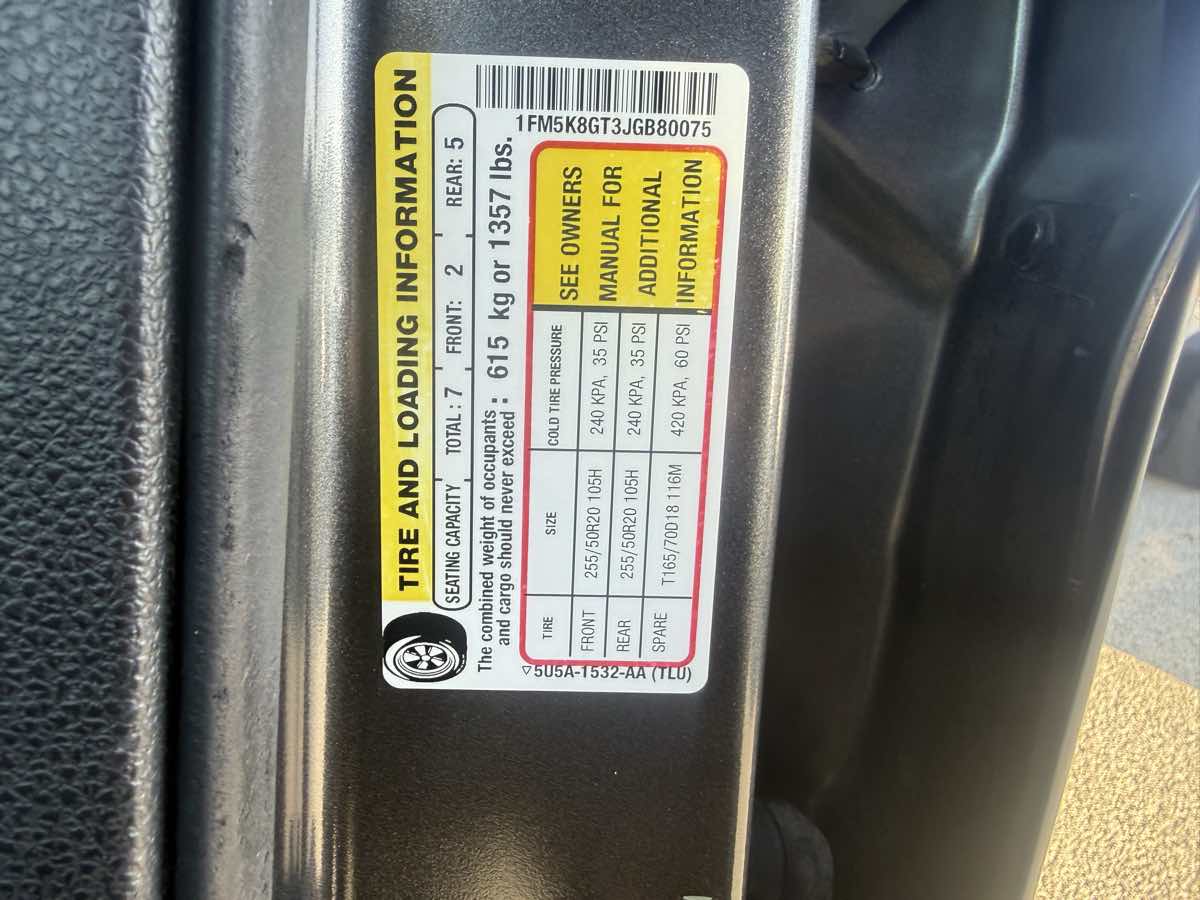 TIRE AND LOADING INFORMATION
SEATING CAPACITY TOTAL : 7 FRONT: 2 REAR: 5
The combined weight of occupants and cargo should never exceed : 615 kg or 1357 lbs.
1FM5K8GT3JGB80075
TIRE SIZE COLD TIRE PRESSURE
FRONT 255/50R20 105H 240 KPA, 35 PSI
REAR 255/50R20 105H 240 KPA, 35 PSI
SPARE T165/70D18 116M 420 KPA, 60 PSI
SEE OWNERS
MANUAL FOR
ADDITIONAL
INFORMATION
▽5U5A-1532-AA (TLU)